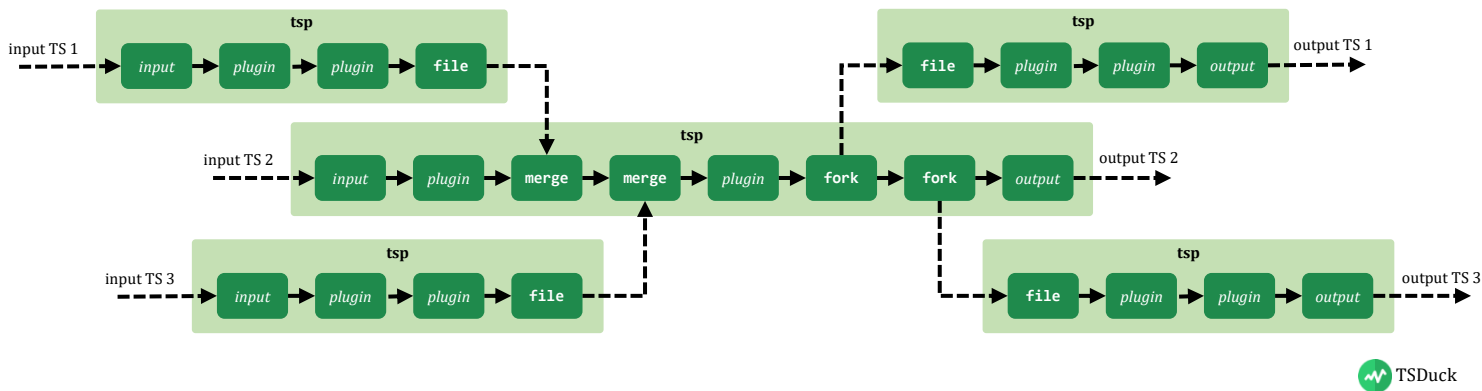 tsp
input TS 1
input plugin plugin file
tsp
file plugin plugin output
output TS 1
tsp
input TS 2
input plugin merge merge plugin fork fork output
output TS 2
tsp
input TS 3
input plugin plugin file
tsp
file plugin plugin output
output TS 3
TSDuck